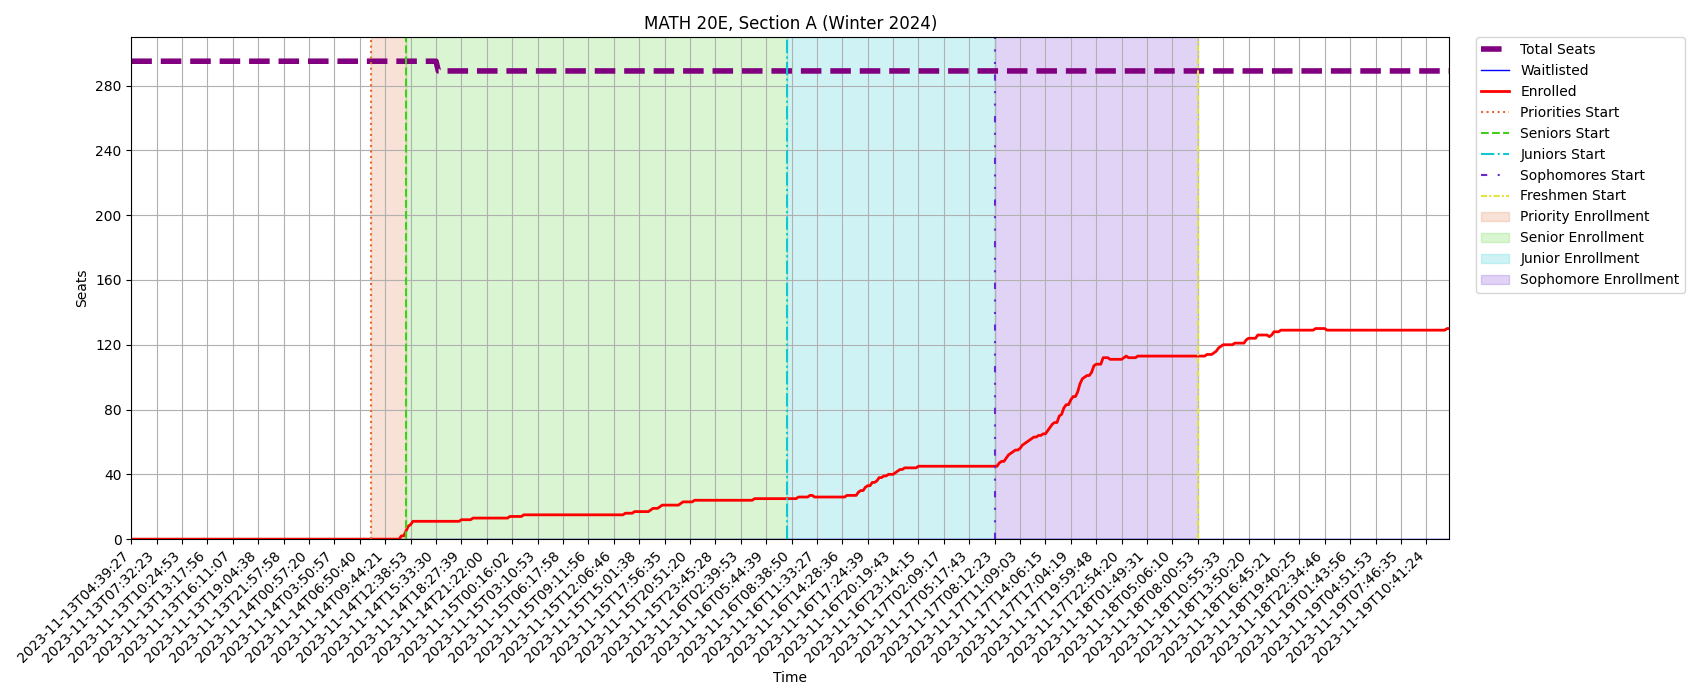 MATH 20E, Section A (Winter 2024)
Seats
280
240
200
160
120
80
40
0
2023-11-13T04:39:27
2023-11-13T07:32:23
2023-11-13T10:24:53
2023-11-13T13:17:56
2023-11-13T16:11:07
2023-11-13T19:04:38
2023-11-13T21:57:58
2023-11-14T00:57:20
2023-11-14T03:50:57
2023-11-14T06:50:40
2023-11-14T09:44:21
2023-11-14T12:38:53
2023-11-14T15:33:30
2023-11-14T18:27:39
2023-11-14T21:22:00
2023-11-15T00:16:02
2023-11-15T03:10:53
2023-11-15T06:17:58
2023-11-15T09:11:56
2023-11-15T12:06:46
2023-11-15T15:01:38
2023-11-15T17:56:35
2023-11-15T20:51:20
2023-11-15T23:45:28
2023-11-16T02:39:53
2023-11-16T05:44:39
2023-11-16T08:38:50
2023-11-16T11:33:27
2023-11-16T14:28:36
2023-11-16T17:24:39
2023-11-16T20:19:43
2023-11-16T23:14:15
2023-11-17T02:09:17
2023-11-17T05:17:43
2023-11-17T08:12:23
2023-11-17T11:09:03
2023-11-17T14:06:15
2023-11-17T17:04:19
2023-11-17T19:59:48
2023-11-17T22:54:20
2023-11-18T01:49:31
2023-11-18T05:06:10
2023-11-18T08:00:53
2023-11-18T10:55:33
2023-11-18T13:50:20
2023-11-18T16:45:21
2023-11-18T19:40:25
2023-11-18T22:34:46
2023-11-19T01:43:56
2023-11-19T04:51:53
2023-11-19T07:46:35
2023-11-19T10:41:24
Time
Total Seats
Waitlisted
Enrolled
Priorities Start
Seniors Start
Juniors Start
Sophomores Start
Freshmen Start
Priority Enrollment
Senior Enrollment
Junior Enrollment
Sophomore Enrollment